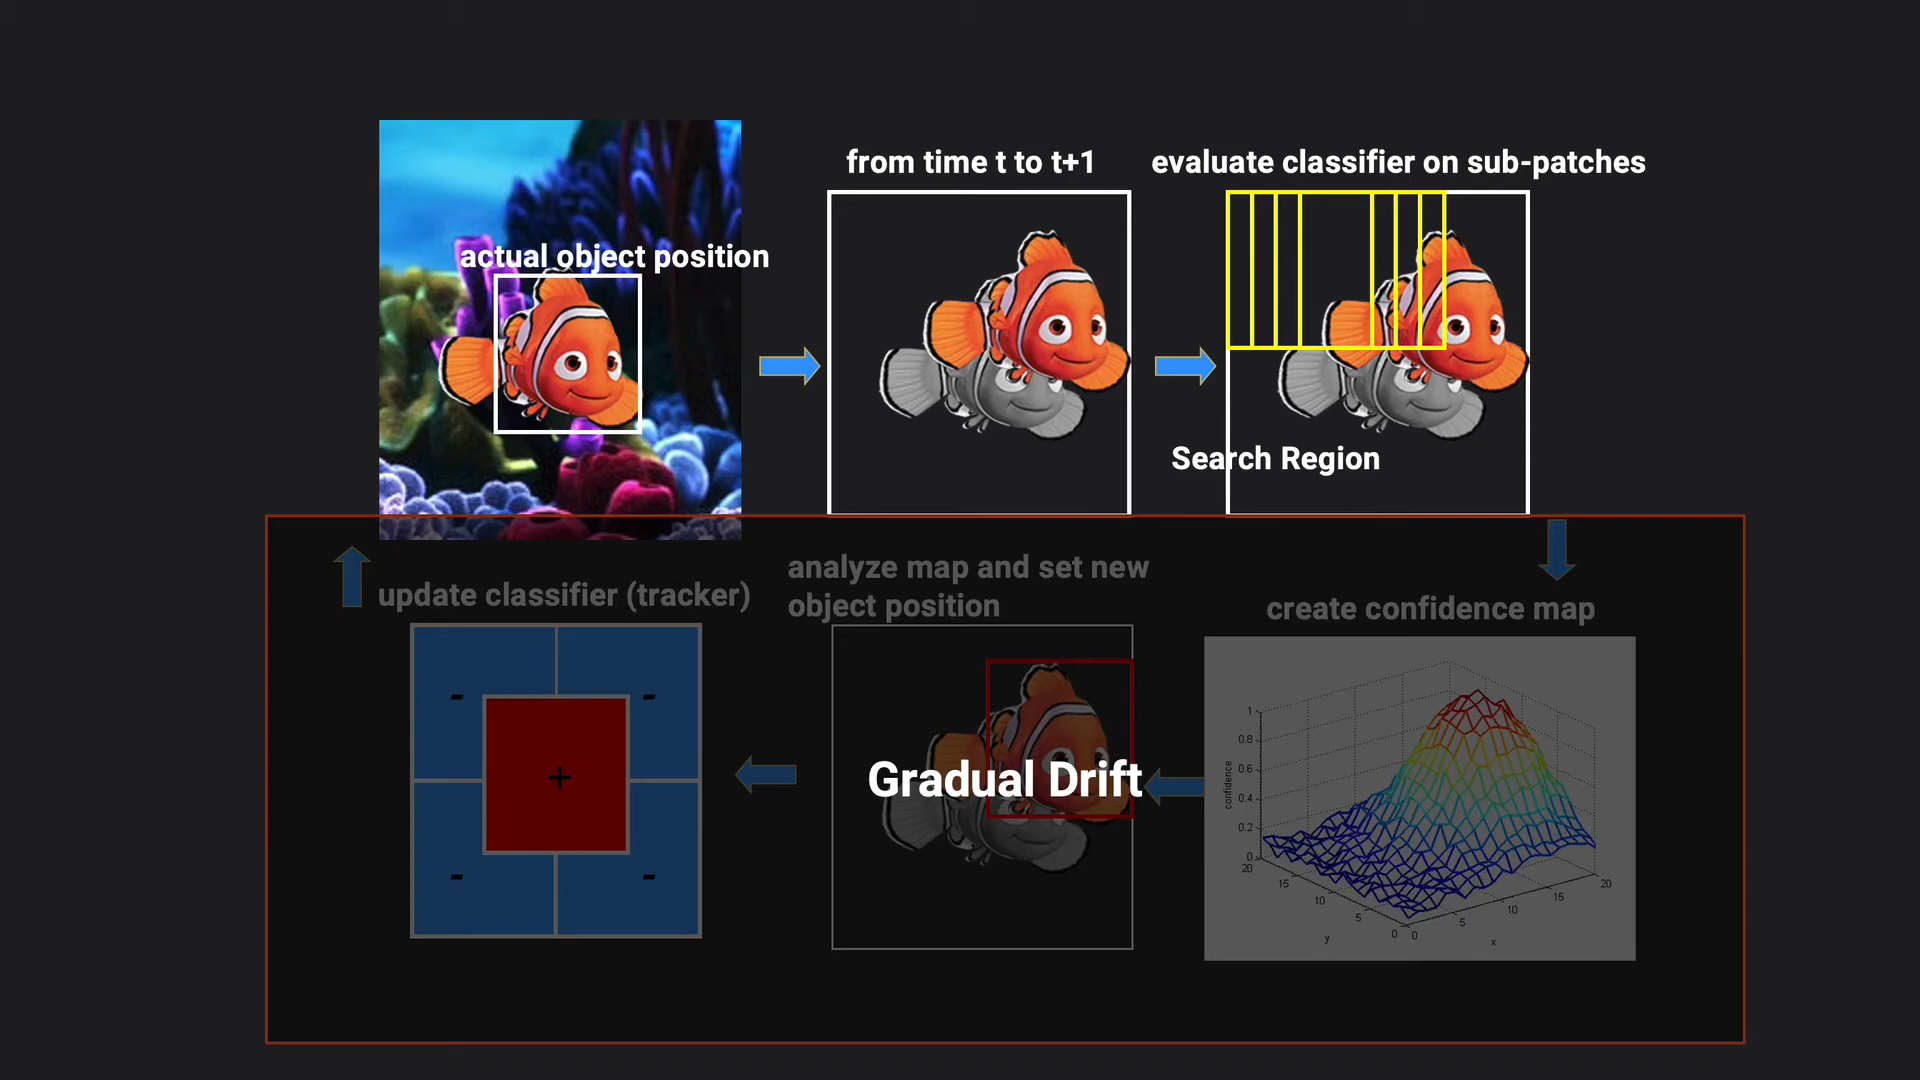 from time t to t+1
evaluate classifier on sub-patches
actual object position
Search Region
analyze map and set new
object position
update classifier (tracker)
create confidence map
Gradual Drift
-
-
+
-
-
confidence
1
0.8
0.6
0.4
0.2
0
20
15
10
5
0
y
0
5
10
15
20
x